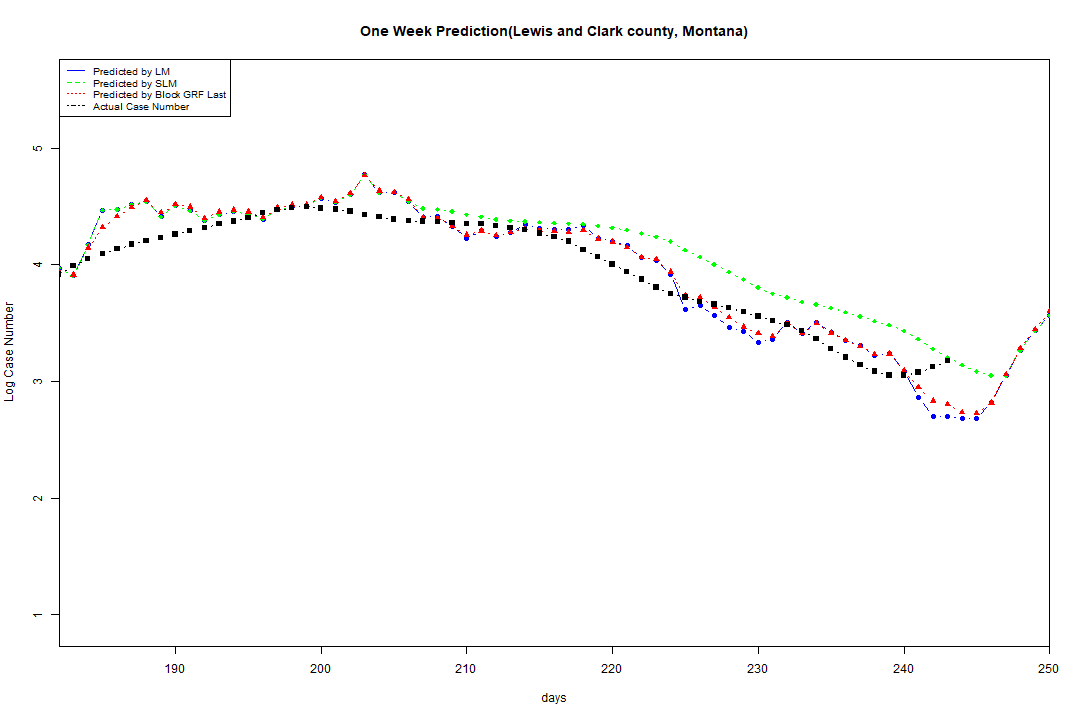 One Week Prediction(Lewis and Clark county, Montana)
Predicted by LM
Predicted by SLM
Predicted by Block GRF Last
Actual Case Number
5
4
3
2
1
Log Case Number
190 200 210 220 230 240 250
days